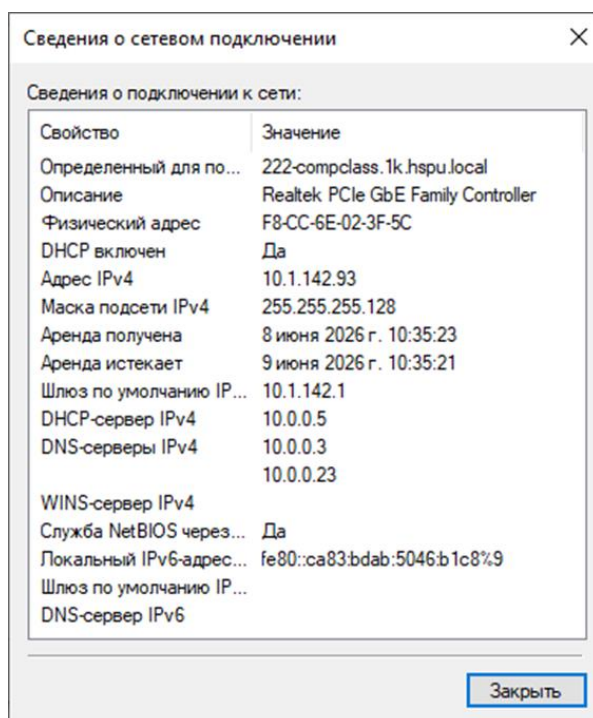 Сведения о сетевом подключении
Сведения о подключении к сети:
Свойство Значение
Определенный для по... 222-compclass.1k.hspu.local
Описание Realtek PCIe GbE Family Controller
Физический адрес F8-CC-6E-02-3F-5C
DHCP включен Да
Адрес IPv4 10.1.142.93
Маска подсети IPv4 255.255.255.128
Аренда получена 8 июня 2026 г. 10:35:23
Аренда истекает 9 июня 2026 г. 10:35:21
Шлюз по умолчанию IP... 10.1.142.1
DHCP-сервер IPv4 10.0.0.5
DNS-серверы IPv4 10.0.0.3
10.0.0.23
WINS-сервер IPv4
Служба NetBIOS через... Да
Локальный IPv6-адрес... fe80::ca83:bdab:5046:b1c8%9
Шлюз по умолчанию IP...
DNS-сервер IPv6
Закрыть